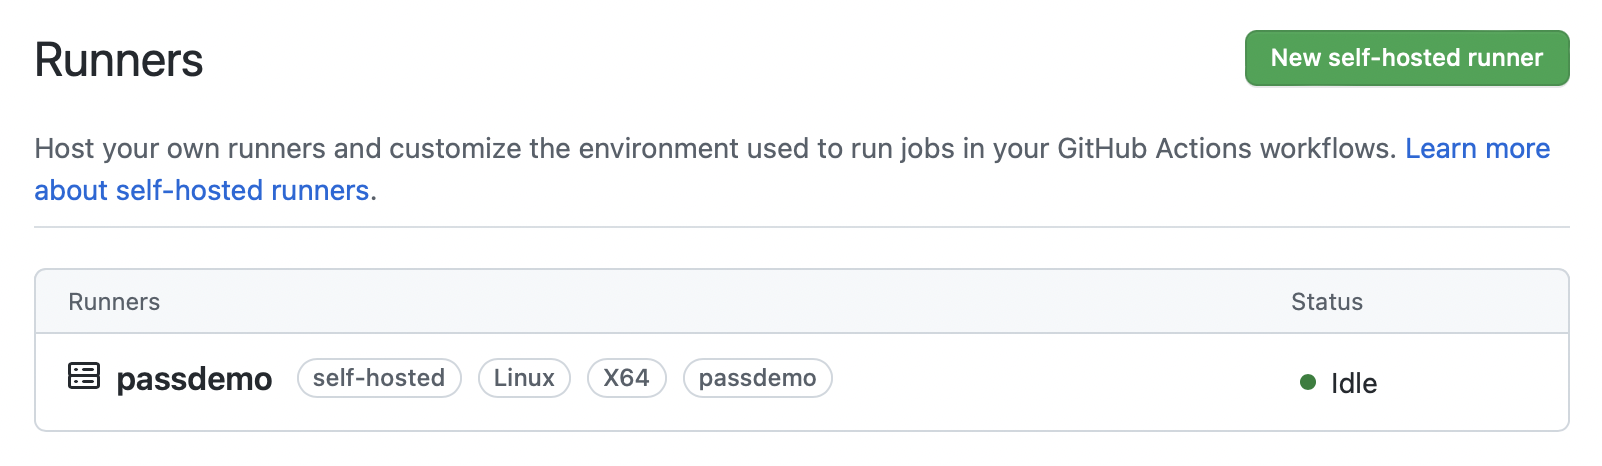 Runners
New self-hosted runner
Host your own runners and customize the environment used to run jobs in your GitHub Actions workflows. Learn more
about self-hosted runners.
Runners Status
passdemo self-hosted Linux X64 passdemo Idle